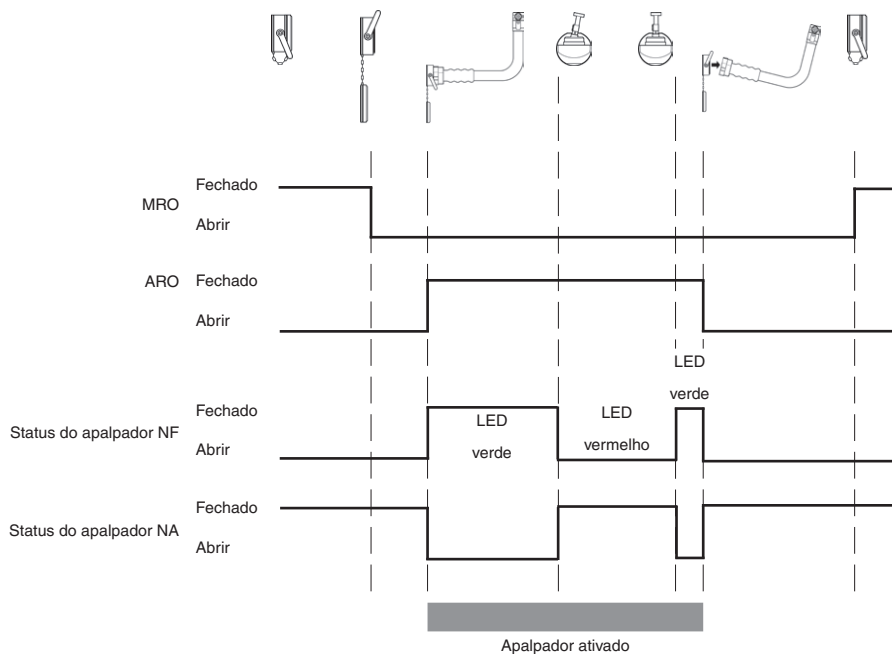 Fechado
MRO
Abrir
ARO Fechado
Abrir
LED
verde
Fechado
Status do apalpador NF
Abrir
LED
verde
LED
vermelho
Fechado
Status do apalpador NA
Abrir
Apalpador ativado